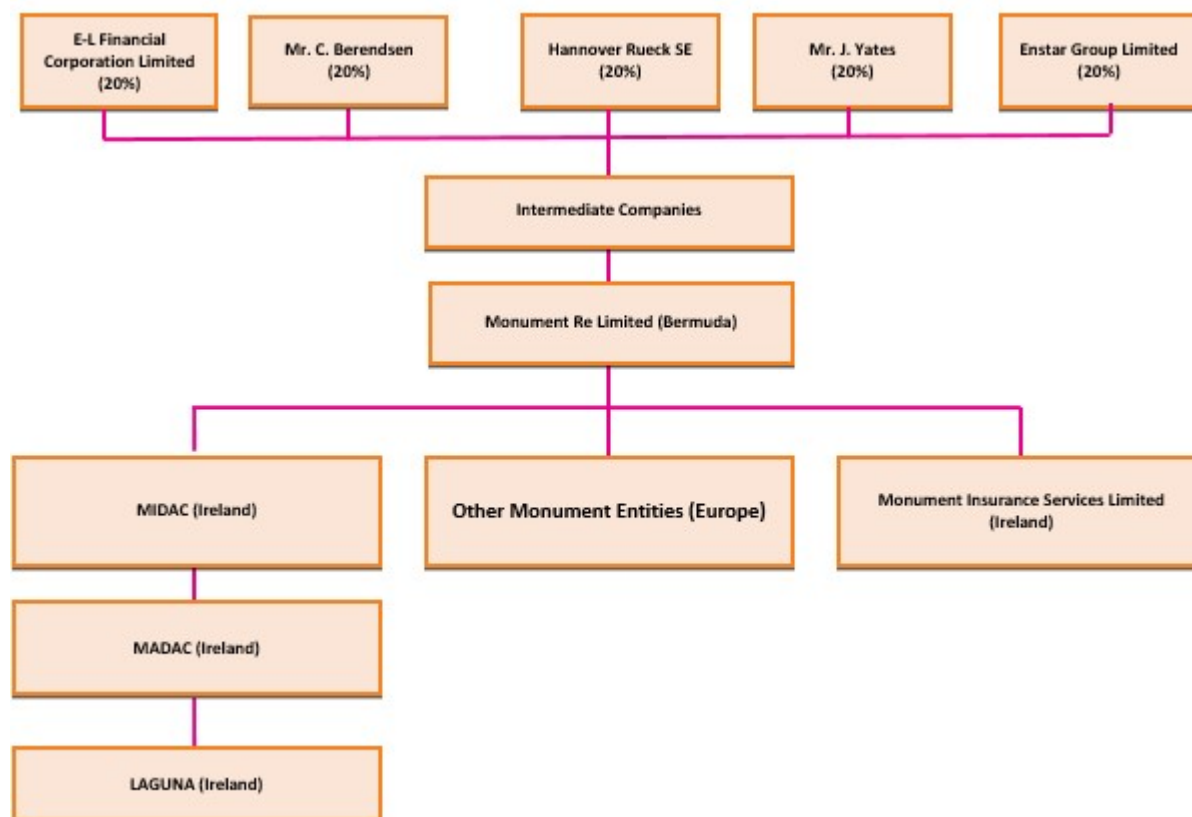 E-L Financial
Corporation Limited
(20%)
Mr. C. Berendsen
(20%)
Hannover Rueck SE
(20%)
Mr. J. Yates
(20%)
Enstar Group Limited
(20%)
Intermediate Companies
Monument Re Limited (Bermuda)
MIDAC (Ireland)
Other Monument Entities (Europe)
Monument Insurance Services Limited
(Ireland)
MADAC (Ireland)
LAGUNA (Ireland)